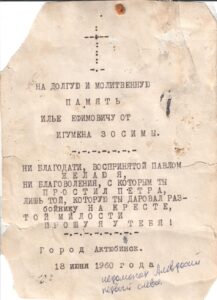 НА ДОЛГУЮ И МОЛИТВЕННУЮ
ПАМЯТЬ
ИЛЬЕ ЕФИМОВИЧУ ОТ
ИГУМЕНА ЗОСИМЫ.
НИ БЛАГОДАТИ, ВОСПРИНЯТОЙ ПАВЛОМ
ЖЕЛАЮ Я,
НИ БЛАГОВОЛЕНИЯ, С КОТОРЫМ ТЫ
ПРОСТИЛ ПЕТРА,
ЛИШЬ ТОЙ, КОТОРУЮ ТЫ ДАРОВАЛ РАЗ-
БОЙНИКУ НА КРЕСТЕ,
ТОЙ МИЛОСТИ
ПРОШУ Я У ТЕБЯ!
Город Актюбинск.
18 июня 1960 года